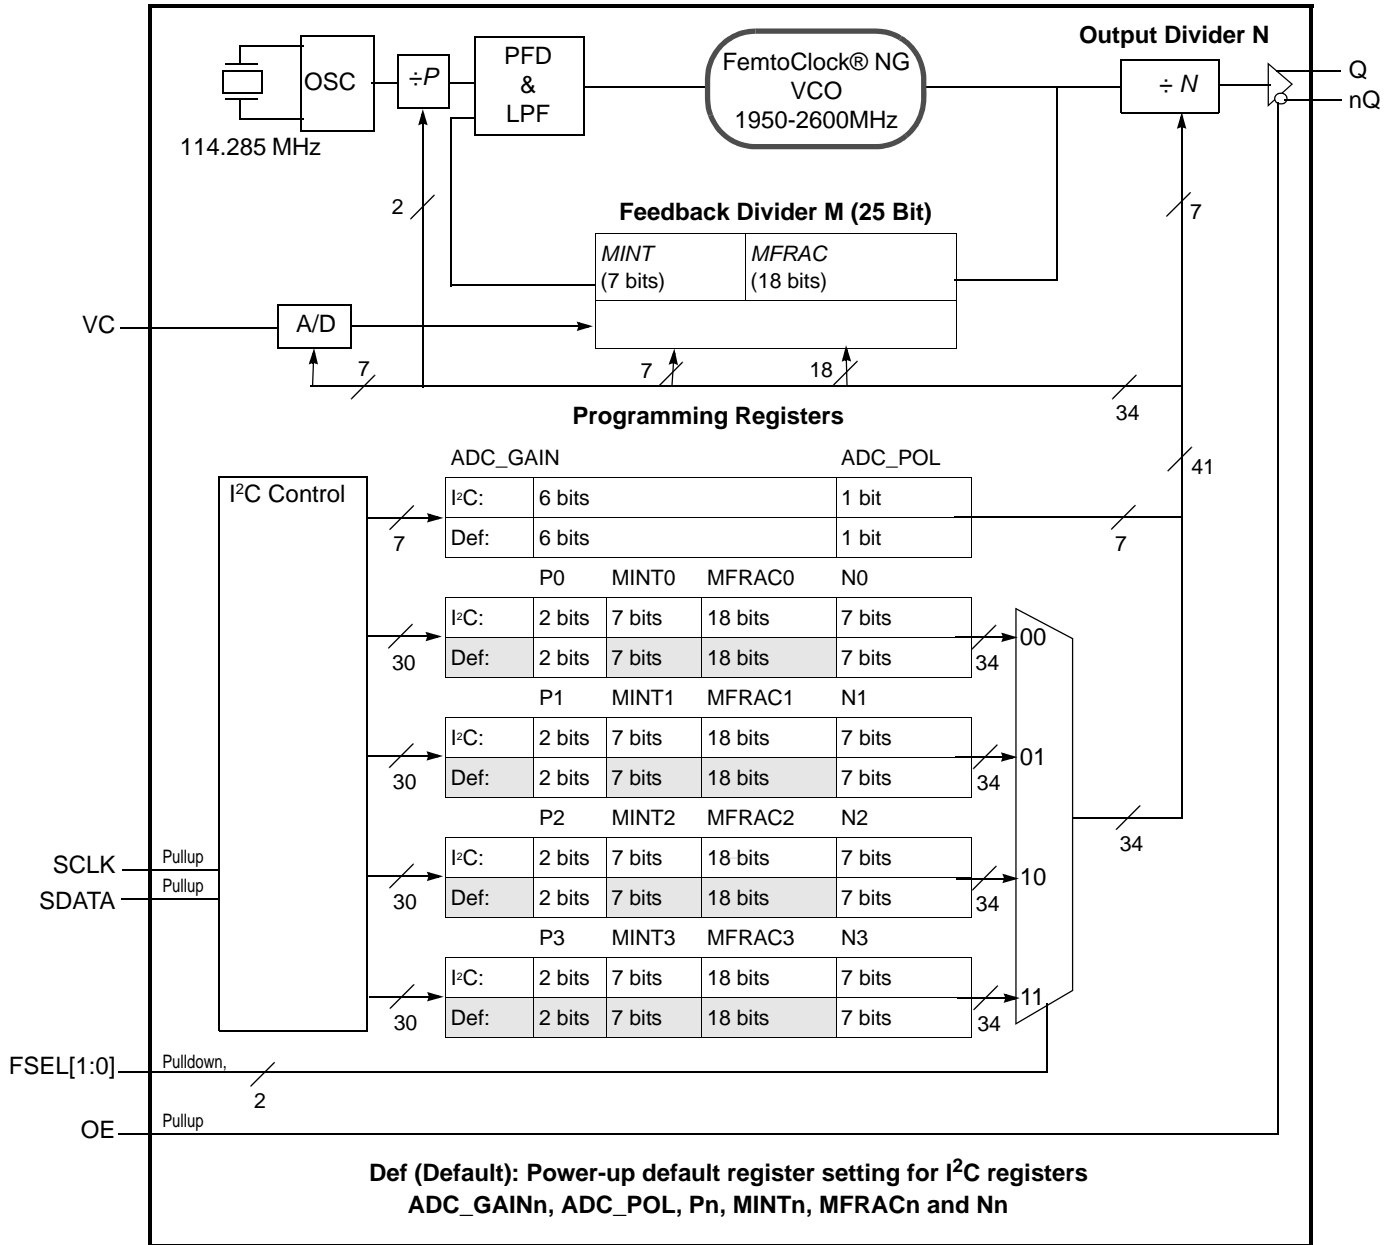 Output Divider N
OSC
÷P
PFD
&
LPF
FemtoClock® NG
VCO
1950-2600MHz
÷ N
Q
nQ
114.285 MHz
2
7
Feedback Divider M (25 Bit)
MINT
(7 bits)
MFRAC
(18 bits)
VC
A/D
7
7
18
34
Programming Registers
41
ADC_GAIN
ADC_POL
I²C Control
I²C:
6 bits
1 bit
Def:
6 bits
1 bit
7
7
P0
MINT0
MFRAC0
N0
I²C:
2 bits
7 bits
18 bits
7 bits
Def:
2 bits
7 bits
18 bits
7 bits
30
34
00
P1
MINT1
MFRAC1
N1
I²C:
2 bits
7 bits
18 bits
7 bits
Def:
2 bits
7 bits
18 bits
7 bits
30
34
01
P2
MINT2
MFRAC2
N2
I²C:
2 bits
7 bits
18 bits
7 bits
Def:
2 bits
7 bits
18 bits
7 bits
30
34
10
34
SCLK
Pullup
SDATA
Pullup
P3
MINT3
MFRAC3
N3
I²C:
2 bits
7 bits
18 bits
7 bits
Def:
2 bits
7 bits
18 bits
7 bits
30
34
11
FSEL[1:0]
Pulldown,
2
OE
Pullup
Def (Default): Power-up default register setting for I²C registers
ADC_GAINn, ADC_POL, Pn, MINTn, MFRACn and Nn